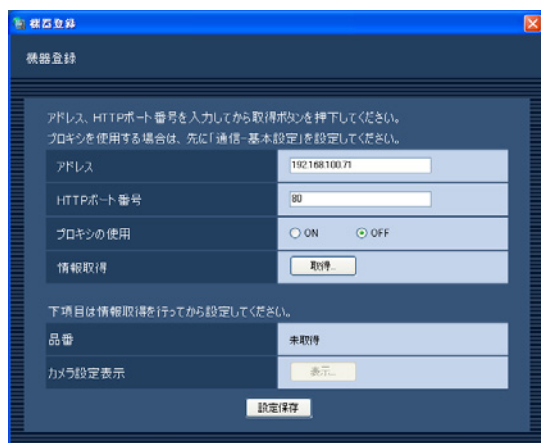 機器登録
機器登録
アドレス、HTTPポート番号を入力してから取得ボタンを押下してください。
プロキシを使用する場合は、先に「通信-基本設定」を設定してください。
アドレス 192.168.100.71
HTTPポート番号 80
プロキシの使用 ON OFF
情報取得 取得...
下項目は情報取得を行ってから設定してください。
品番 未取得
カメラ設定表示 表示...
設定保存